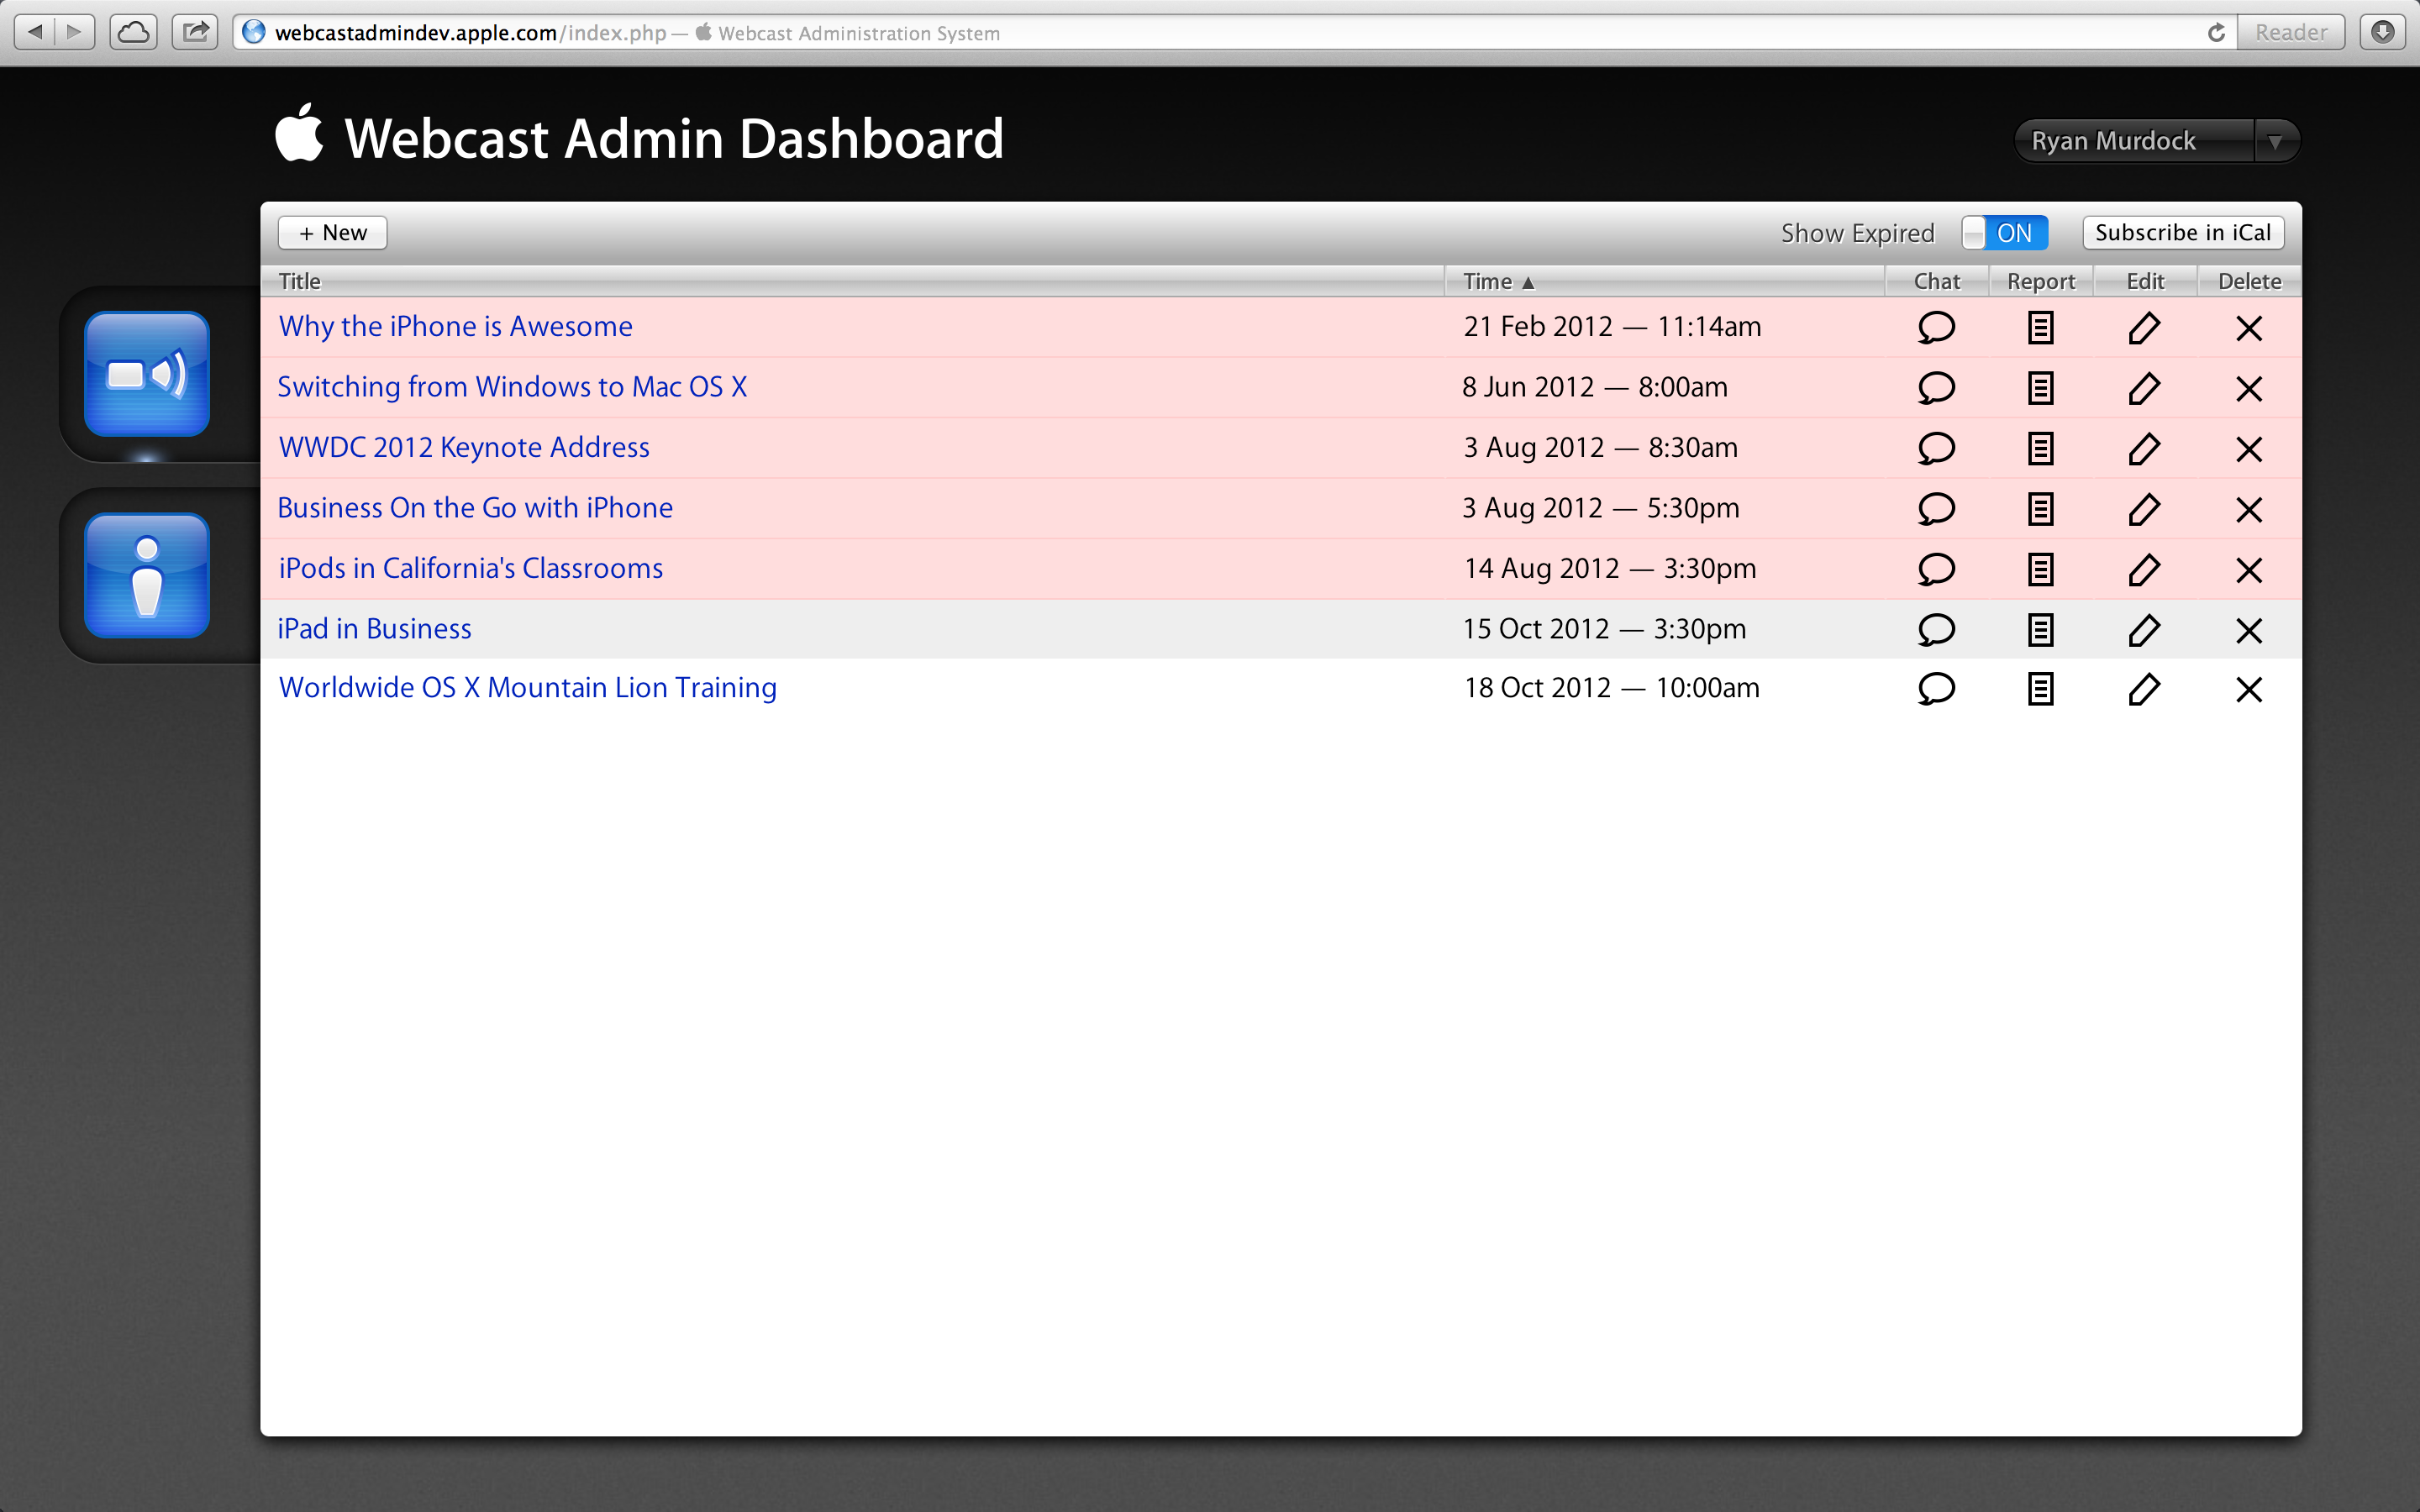 webcastadmindev.apple.com/index.php — Webcast Administration System
Reader
Webcast Admin Dashboard
Ryan Murdock
+ New
Show Expired ON Subscribe in iCal
Title Time ▲ Chat Report Edit Delete
Why the iPhone is Awesome 21 Feb 2012 — 11:14am
Switching from Windows to Mac OS X 8 Jun 2012 — 8:00am
WWDC 2012 Keynote Address 3 Aug 2012 — 8:30am
Business On the Go with iPhone 3 Aug 2012 — 5:30pm
iPods in California's Classrooms 14 Aug 2012 — 3:30pm
iPad in Business 15 Oct 2012 — 3:30pm
Worldwide OS X Mountain Lion Training 18 Oct 2012 — 10:00am